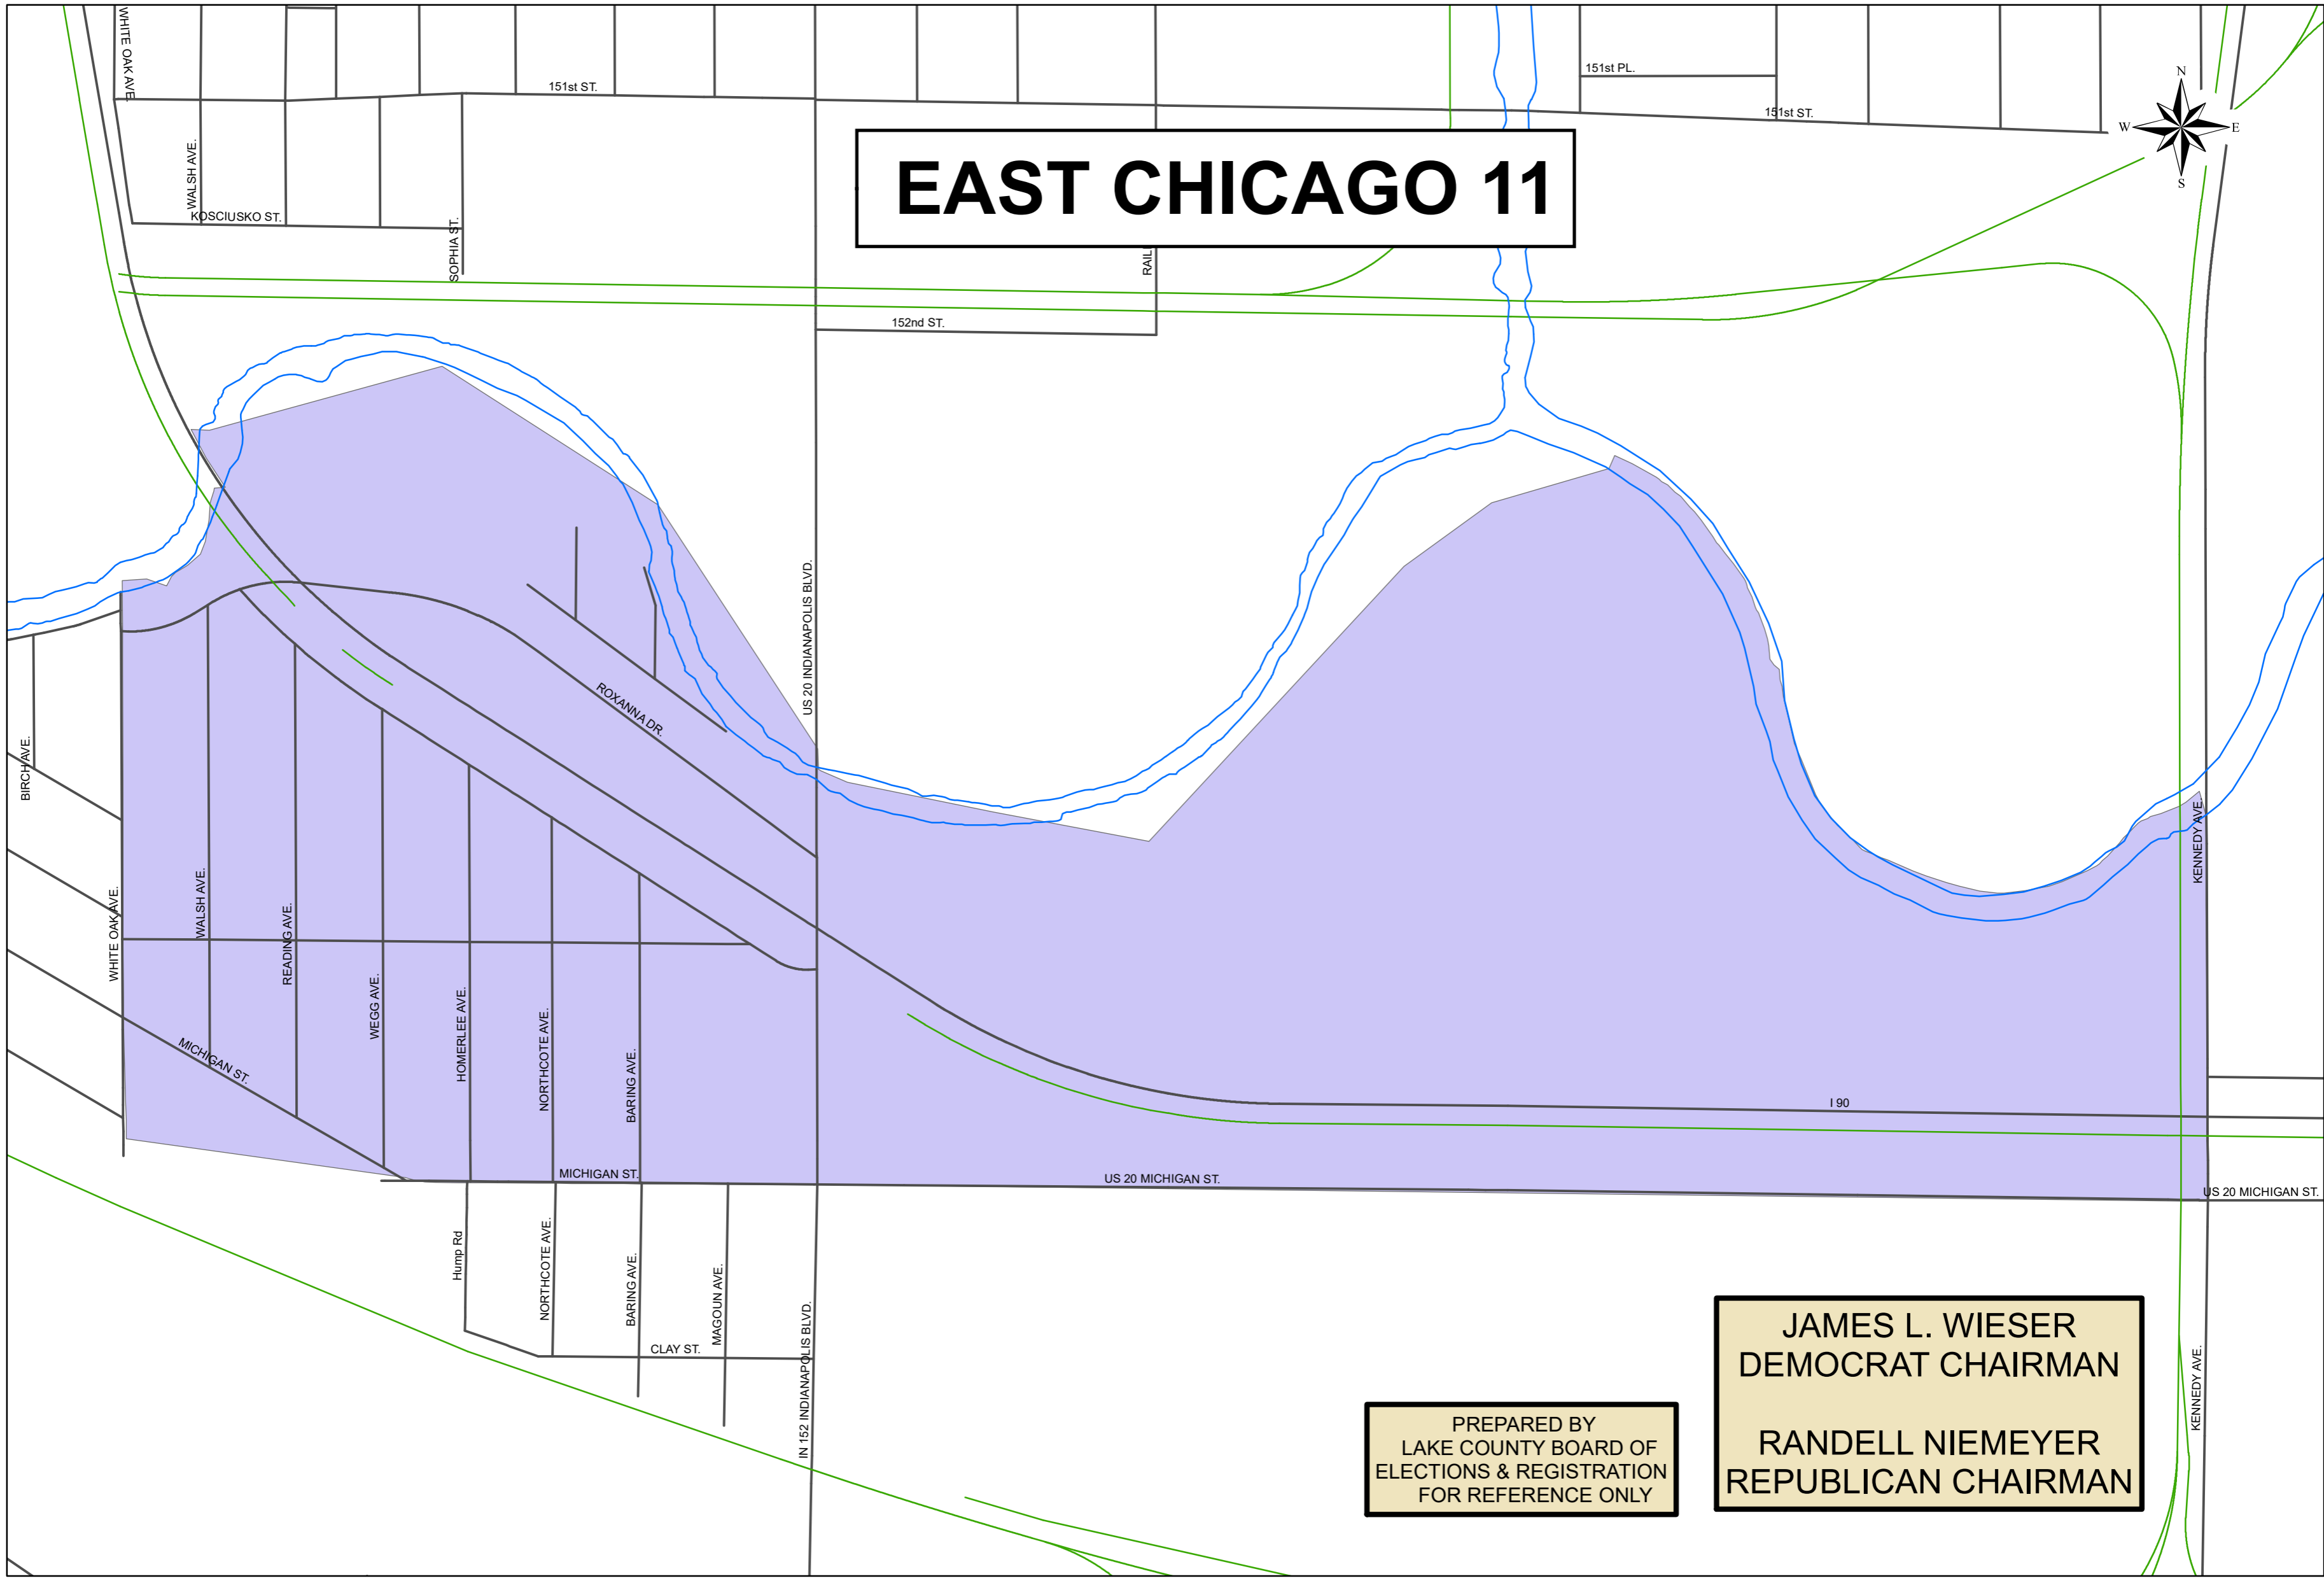 WHITE OAK AVE.
151st ST.
151st PL.
151st ST.
N
W
E
S
EAST CHICAGO 11
WALSH AVE.
KOSCIUSKO ST.
SOPHIA ST.
RAIL
152nd ST.
US 20 INDIANAPOLIS BLVD.
ROXANNA DR.
BIRCH AVE.
WHITE OAK AVE.
WALSH AVE.
READING AVE.
WEGG AVE.
HOMERLEE AVE.
NORTHCOTE AVE.
BARING AVE.
KENNEDY AVE.
MICHIGAN ST.
I 90
MICHIGAN ST.
US 20 MICHIGAN ST.
US 20 MICHIGAN ST.
Hump Rd
NORTHCOTE AVE.
BARING AVE.
MAGOUN AVE.
CLAY ST.
IN 152 INDIANAPOLIS BLVD.
KENNEDY AVE.
JAMES L. WIESER
DEMOCRAT CHAIRMAN
RANDELL NIEMEYER
REPUBLICAN CHAIRMAN
PREPARED BY
LAKE COUNTY BOARD OF
ELECTIONS & REGISTRATION
FOR REFERENCE ONLY